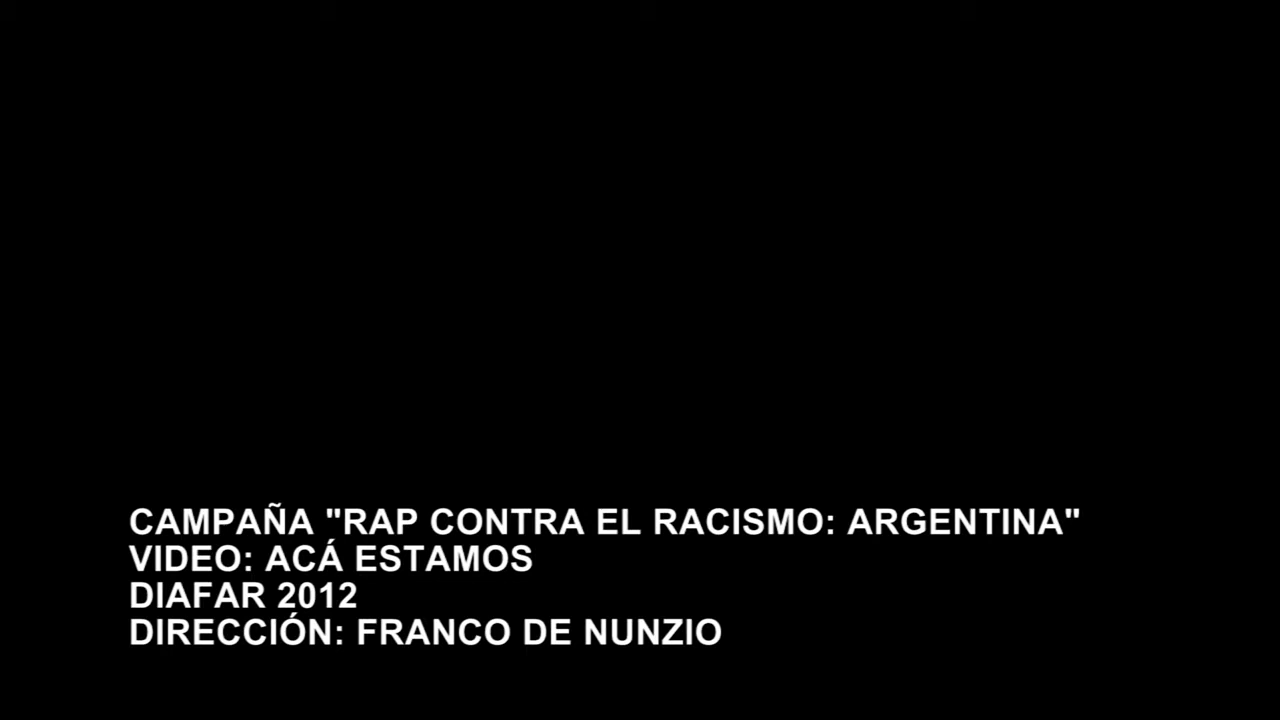 CAMPAÑA "RAP CONTRA EL RACISMO: ARGENTINA"
VIDEO: ACÁ ESTAMOS
DIAFAR 2012
DIRECCIÓN: FRANCO DE NUNZIO